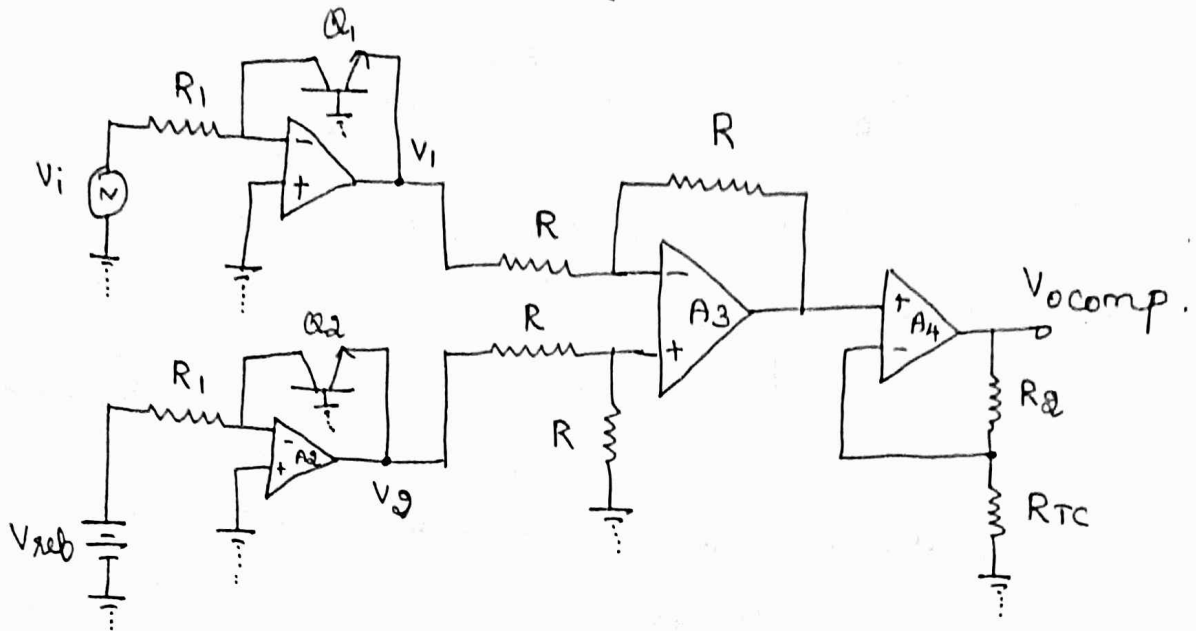 Q1
R1
Vi
-
+
V1
R
R
Q2
R1
-
+
A2
V2
Vref
R
R
-
+
A3
+
-
A4
Vocomp.
R2
RTC